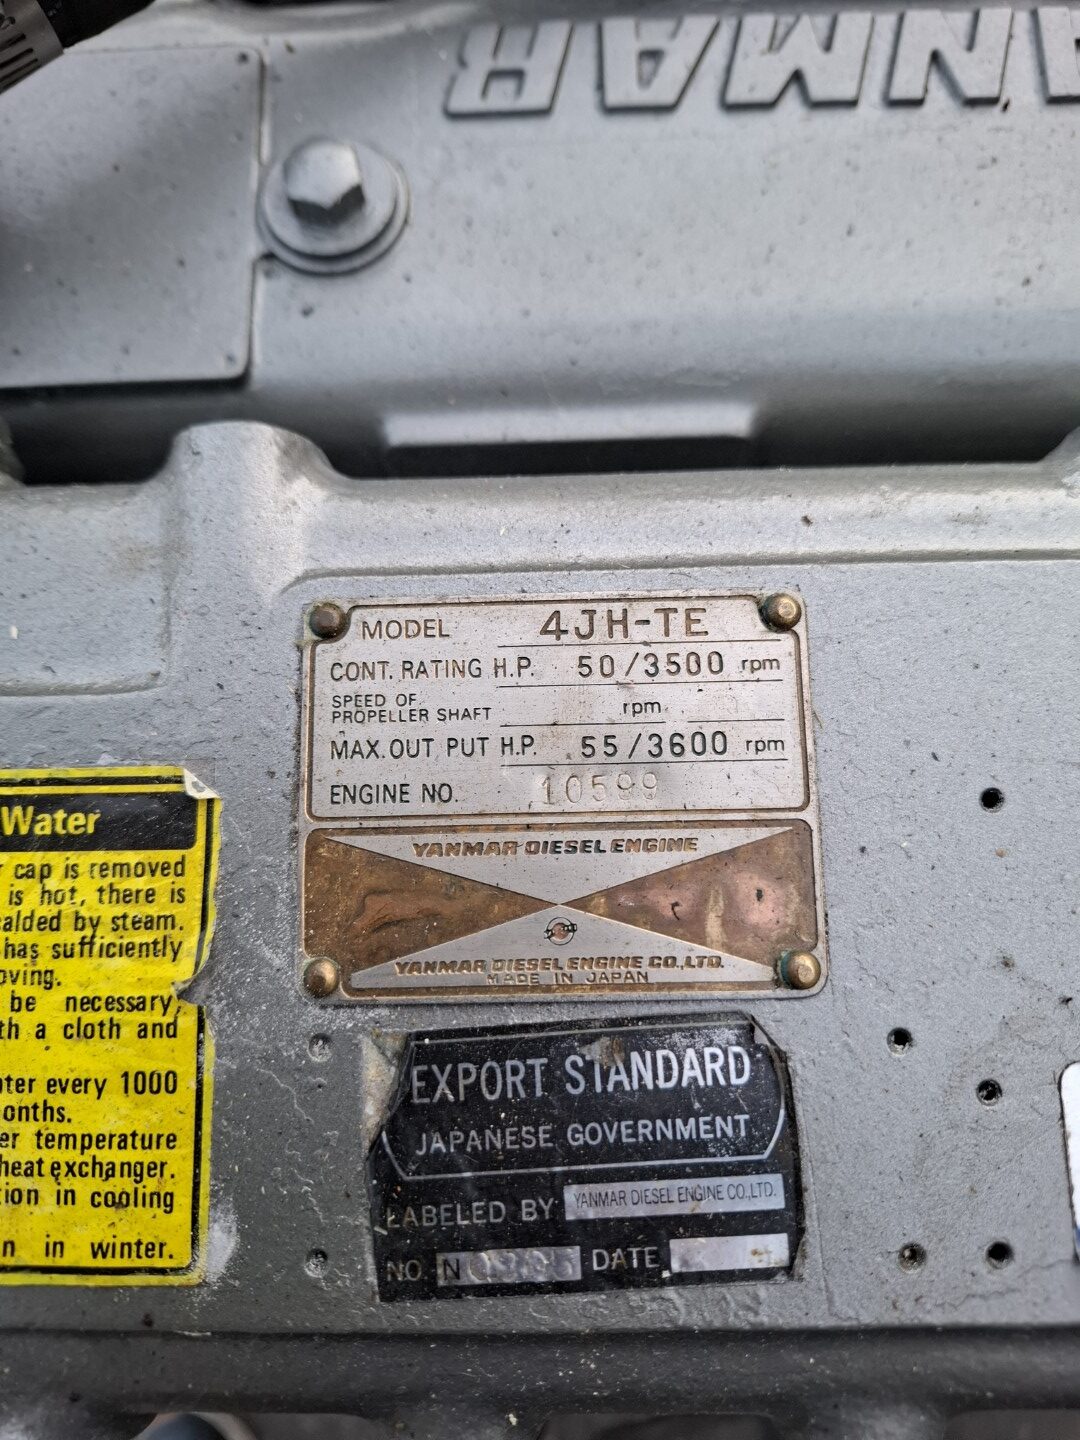 ANMAR
MODEL 4JH-TE
CONT. RATING H.P. 50/3500 rpm
SPEED OF
PROPELLER SHAFT rpm
MAX. OUT PUT H.P. 55/3600 rpm
ENGINE NO. 10599
YANMAR DIESEL ENGINE
YANMAR DIESEL ENGINE CO.,LTD.
MADE IN JAPAN
Water
cap is removed
is hot, there is
alded by steam.
has sufficiently
oving.
be necessary,
th a cloth and
ter every 1000
onths.
er temperature
heat exchanger.
tion in cooling
n in winter.
EXPORT STANDARD
JAPANESE GOVERNMENT
LABELED BY YANMAR DIESEL ENGINE CO.,LTD.
NO. N DATE